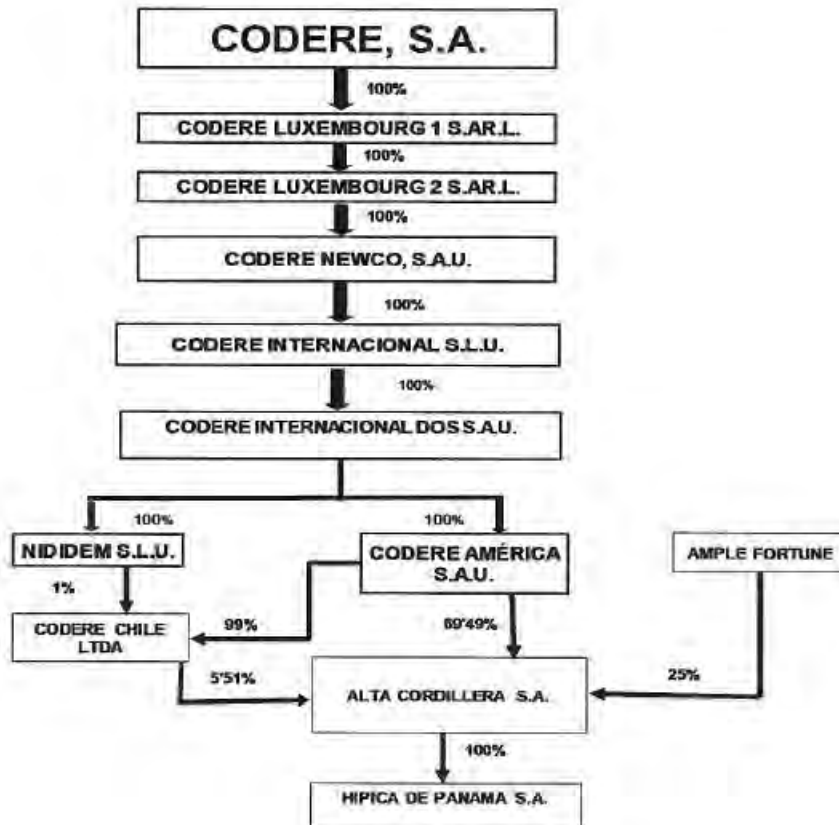 CODERE, S.A.
100%
CODERE LUXEMBOURG 1 S.AR.L.
100%
CODERE LUXEMBOURG 2 S.AR.L.
100%
CODERE NEWCO, S.A.U.
100%
CODERE INTERNACIONAL S.L.U.
100%
CODERE INTERNACIONAL DOS S.A.U.
100%
100%
NIDIDEM S.L.U.
CODERE AMÉRICA
S.A.U.
AMPLE FORTUNE
1%
99%
69'49%
CODERE CHILE
LTDA
5'51%
25%
ALTA CORDILLERA S.A.
100%
HIPICA DE PANAMA S.A.